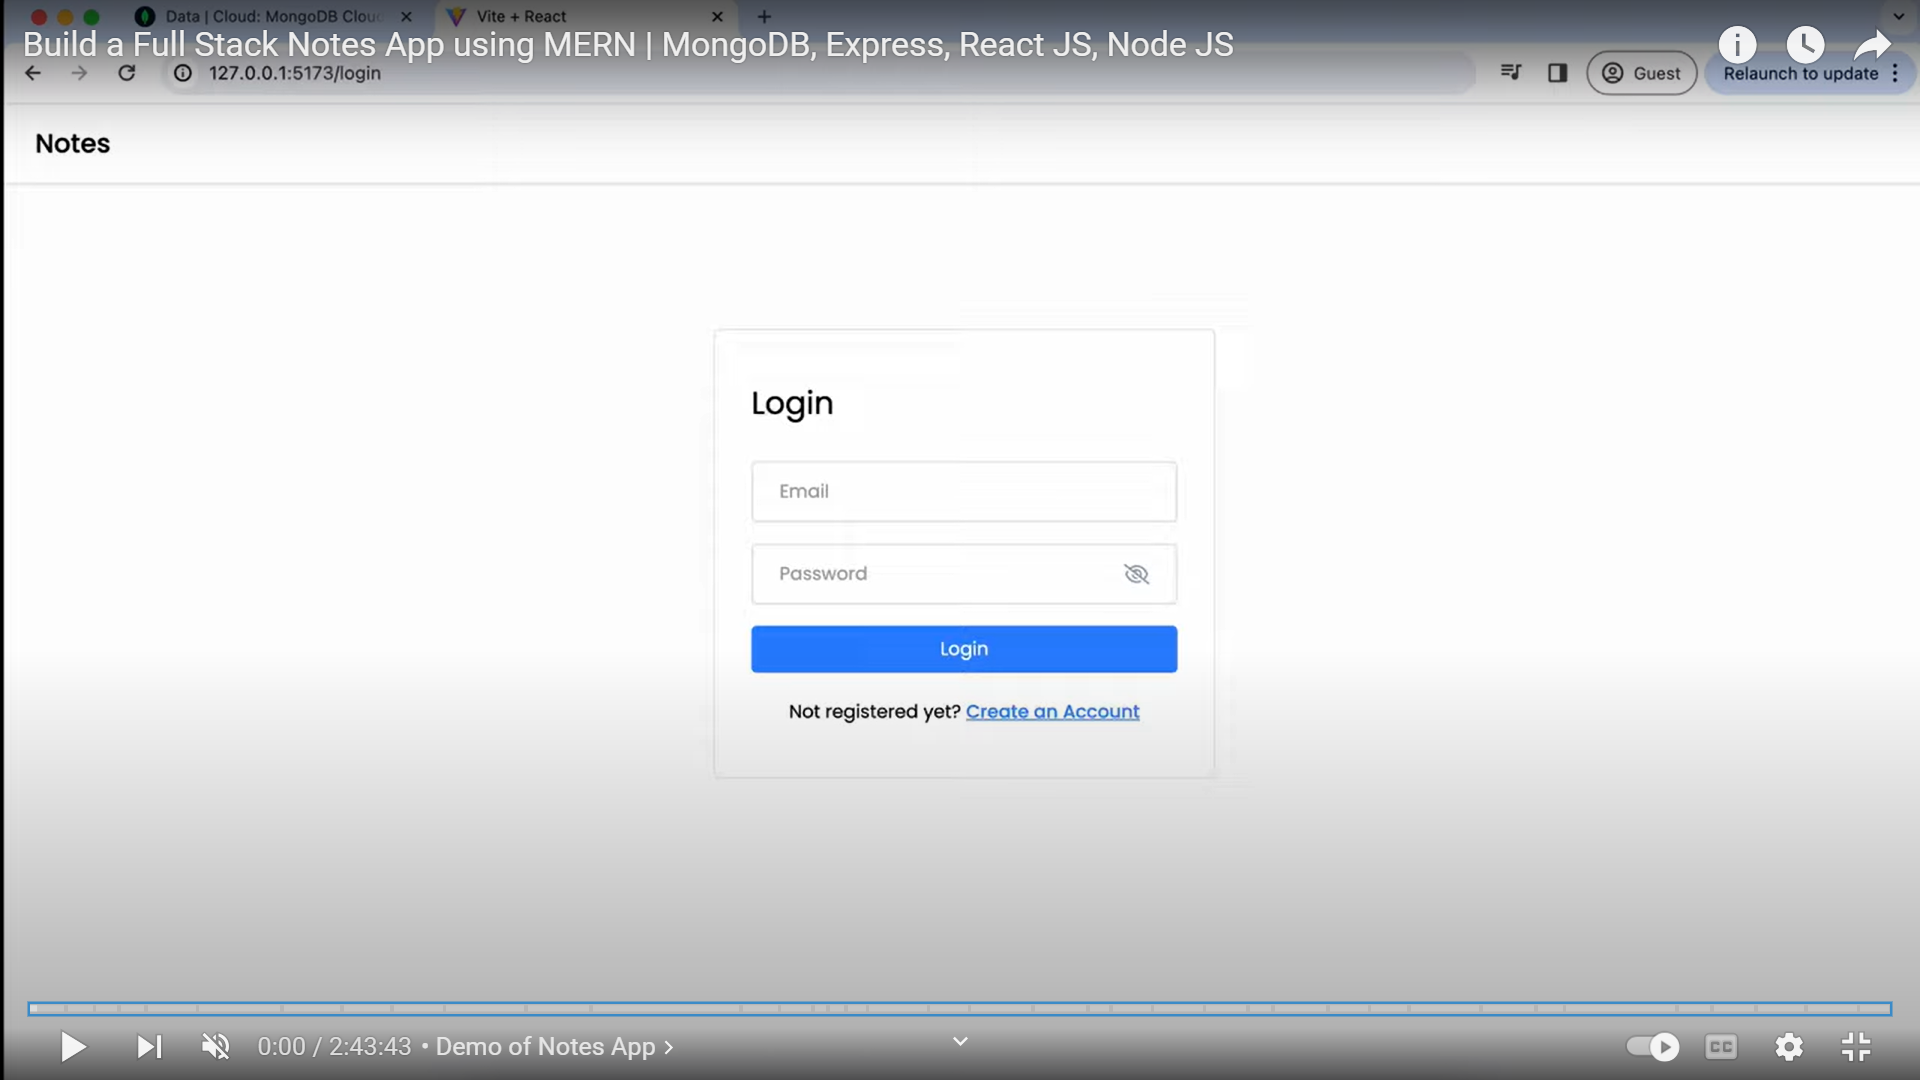 Data | Cloud: MongoDB Clou
Vite + React
Build a Full Stack Notes App using MERN | MongoDB, Express, React JS, Node JS
127.0.0.1:5173/login
Guest
Relaunch to update
Notes
Login
Email
Password
Login
Not registered yet? Create an Account
0:00 / 2:43:43 • Demo of Notes App
CC